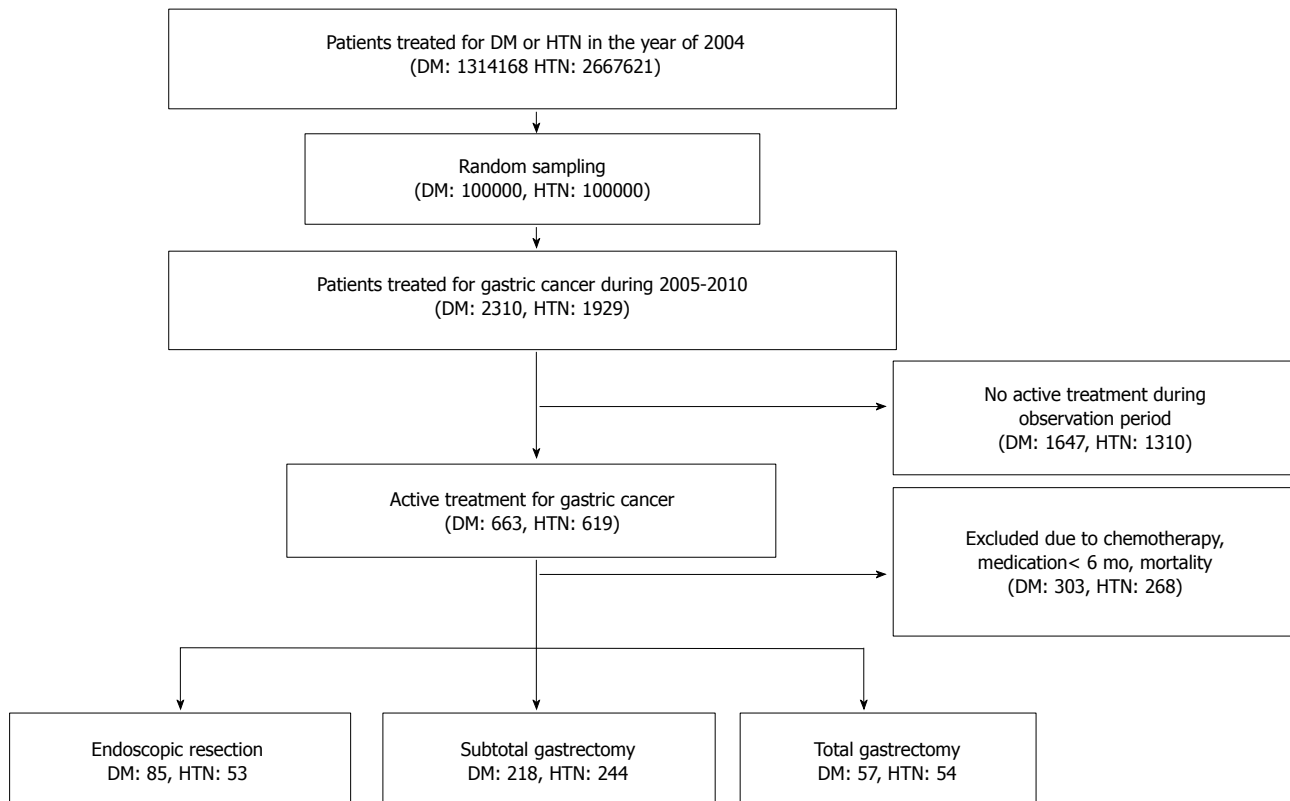 Patients treated for DM or HTN in the year of 2004
(DM: 1314168 HTN: 2667621)
Random sampling
(DM: 100000, HTN: 100000)
Patients treated for gastric cancer during 2005-2010
(DM: 2310, HTN: 1929)
No active treatment during
observation period
(DM: 1647, HTN: 1310)
Active treatment for gastric cancer
(DM: 663, HTN: 619)
Excluded due to chemotherapy,
medication< 6 mo, mortality
(DM: 303, HTN: 268)
Endoscopic resection
DM: 85, HTN: 53
Subtotal gastrectomy
DM: 218, HTN: 244
Total gastrectomy
DM: 57, HTN: 54